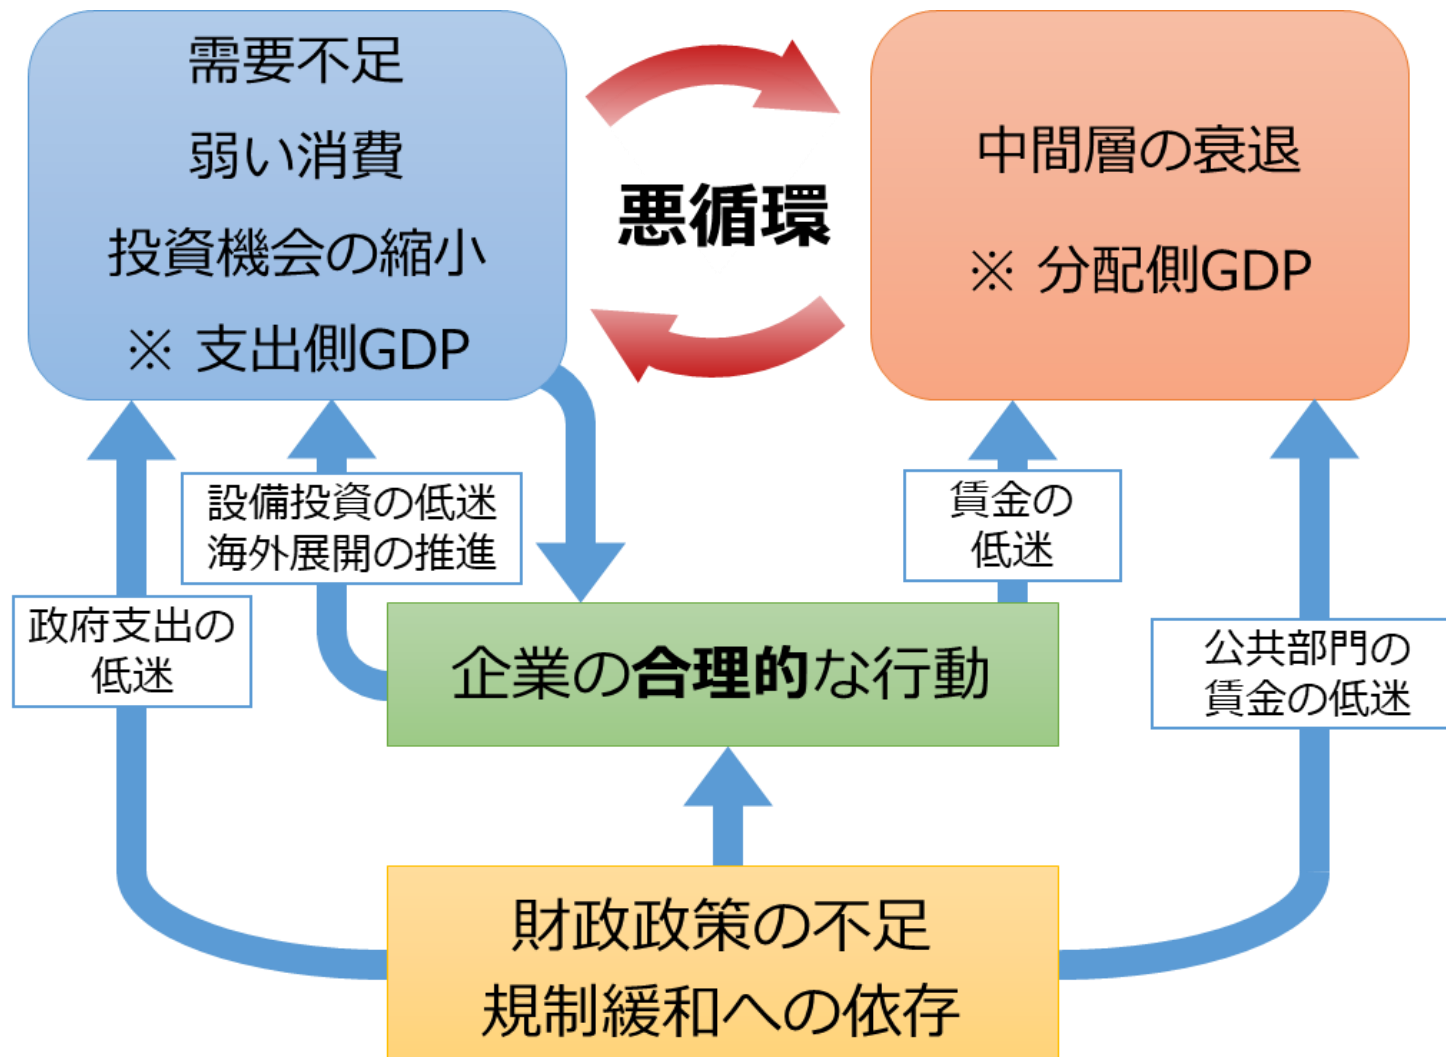 需要不足
弱い消費
投資機会の縮小
※ 支出側GDP
悪循環
中間層の衰退
※ 分配側GDP
設備投資の低迷
海外展開の推進
賃金の
低迷
政府支出の
低迷
企業の合理的な行動
公共部門の
賃金の低迷
財政政策の不足
規制緩和への依存